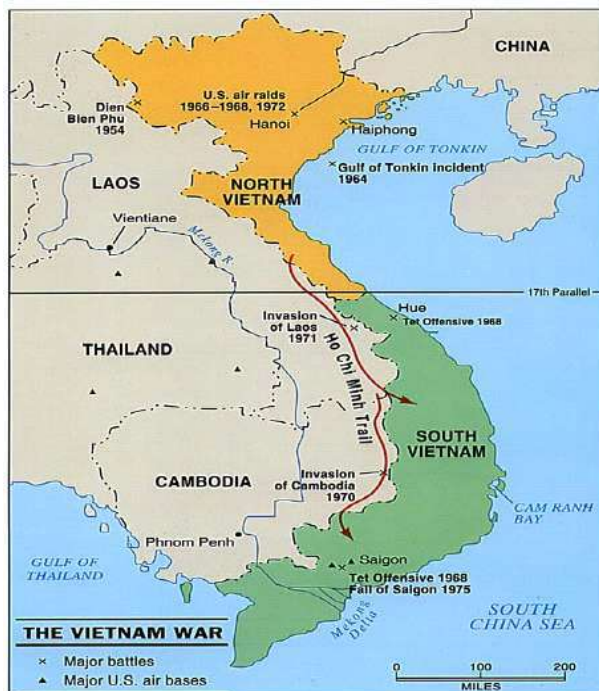 CHINA
U.S. air raids
1966–1968, 1972
Dien
Bien Phu
1954
Hanoi
Haiphong
GULF OF TONKIN
Gulf of Tonkin incident
1964
LAOS
NORTH
VIETNAM
Vientiane
Mekong R.
17th Parallel
Hue
Tet Offensive 1968
Invasion
of Laos
1971
THAILAND
Ho Chi Minh Trail
SOUTH
VIETNAM
Invasion
of Cambodia
1970
CAMBODIA
CAM RANH
BAY
Phnom Penh
GULF OF
THAILAND
Saigon
Tet Offensive 1968
Fall of Saigon 1975
Mekong
Delta
SOUTH
CHINA SEA
THE VIETNAM WAR
× Major battles
▲ Major U.S. air bases
0 100 200
MILES